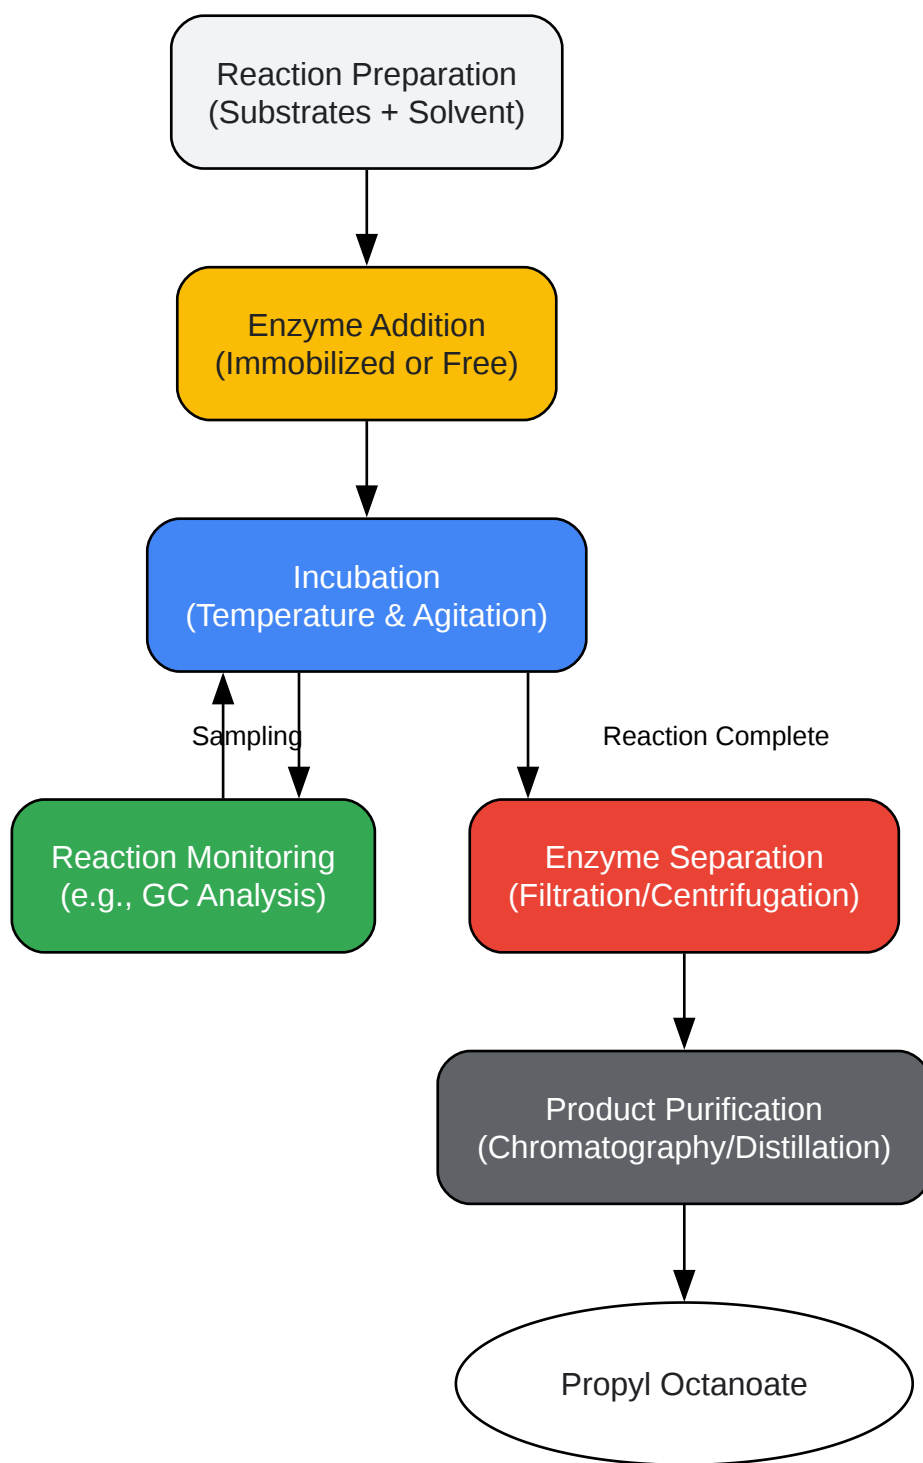 Reaction Preparation
(Substrates + Solvent)
Enzyme Addition
(Immobilized or Free)
Incubation
(Temperature & Agitation)
Sampling
Reaction Complete
Reaction Monitoring
(e.g., GC Analysis)
Enzyme Separation
(Filtration/Centrifugation)
Product Purification
(Chromatography/Distillation)
Propyl Octanoate